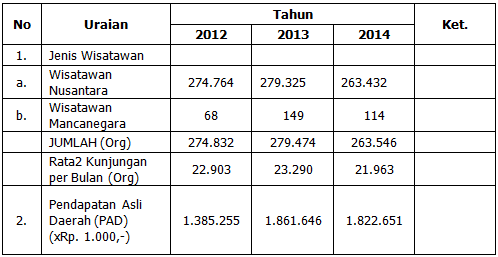 No Uraian Tahun Ket.
2012 2013 2014
1. Jenis Wisatawan
a. Wisatawan Nusantara 274.764 279.325 263.432
b. Wisatawan Mancanegara 68 149 114
JUMLAH (Org) 274.832 279.474 263.546
Rata2 Kunjungan per Bulan (Org) 22.903 23.290 21.963
2. Pendapatan Asli Daerah (PAD) (xRp. 1.000,-) 1.385.255 1.861.646 1.822.651